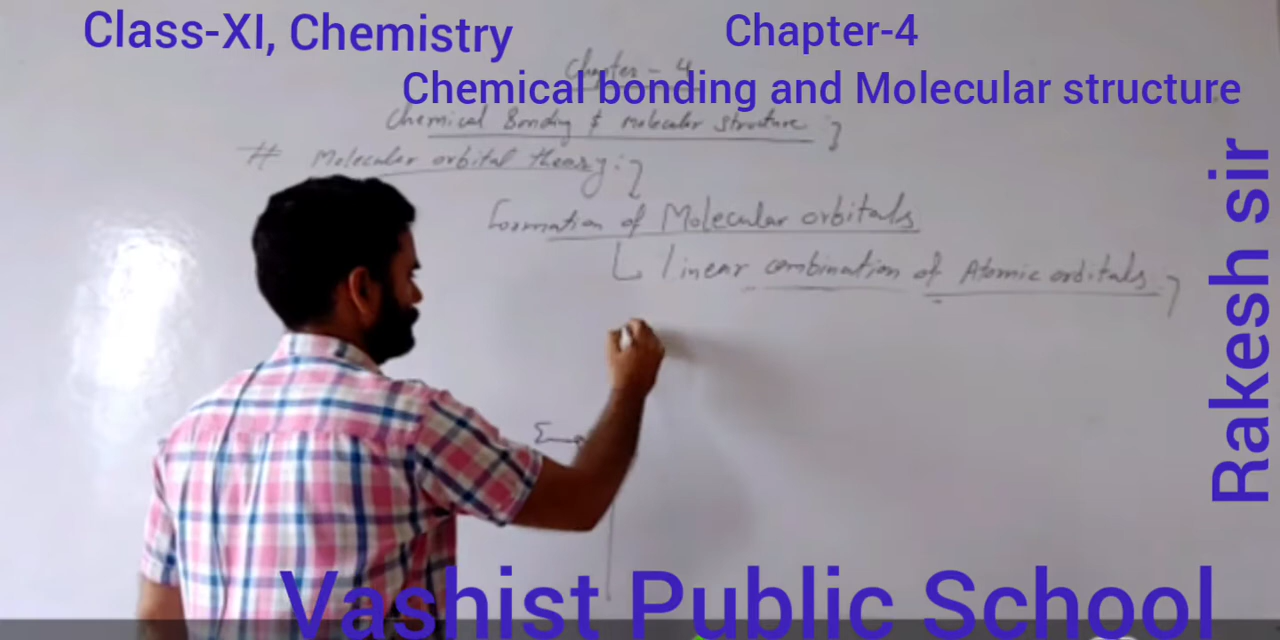 Class-XI, Chemistry
Chapter-4
Chapter - 4
Chemical bonding and Molecular structure
Chemical Bonding & Molecular structure :}
# Molecular orbital theory :}
Formation of Molecular orbitals
Linear combination of Atomic orbitals }
E
Rakesh sir
Vashist Public School